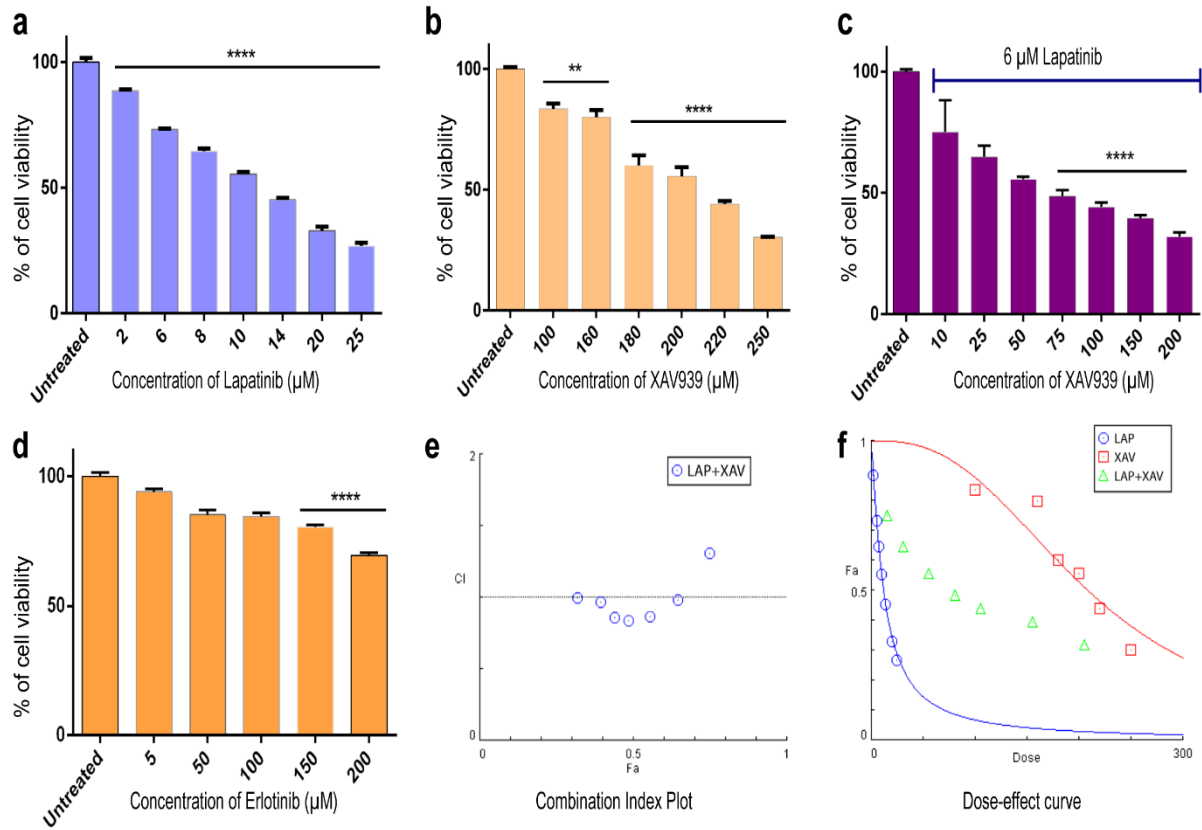 a
% of cell viability
100
50
0
****
Untreated 2 6 8 10 14 20 25
Concentration of Lapatinib (µM)
b
% of cell viability
100
50
0
**
****
Untreated 100 160 180 200 220 250
Concentration of XAV939 (µM)
c
% of cell viability
6 µM Lapatinib
100
50
0
****
Untreated 10 25 50 75 100 150 200
Concentration of XAV939 (µM)
d
% of cell viability
100
50
0
****
Untreated 5 50 100 150 200
Concentration of Erlotinib (µM)
e
2
LAP+XAV
CI
0
0 0.5 1
Fa
Combination Index Plot
f
1
LAP
XAV
LAP+XAV
Fa
0.5
0
0 300
Dose
Dose-effect curve